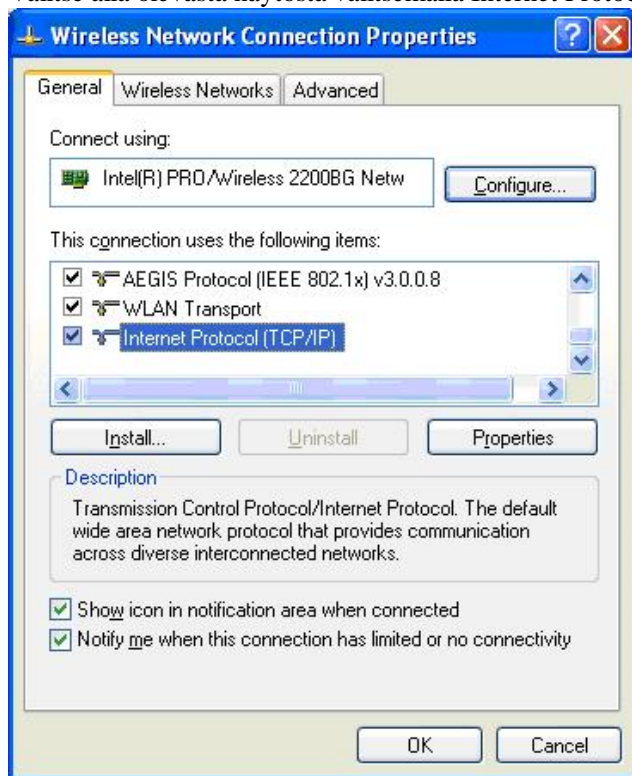 Wireless Network Connection Properties
General Wireless Networks Advanced
Connect using:
Intel(R) PRO/Wireless 2200BG Netw Configure...
This connection uses the following items:
AEGIS Protocol (IEEE 802.1x) v3.0.0.8
WLAN Transport
Internet Protocol (TCP/IP)
Install... Uninstall Properties
Description
Transmission Control Protocol/Internet Protocol. The default
wide area network protocol that provides communication
across diverse interconnected networks.
Show icon in notification area when connected
Notify me when this connection has limited or no connectivity
OK Cancel